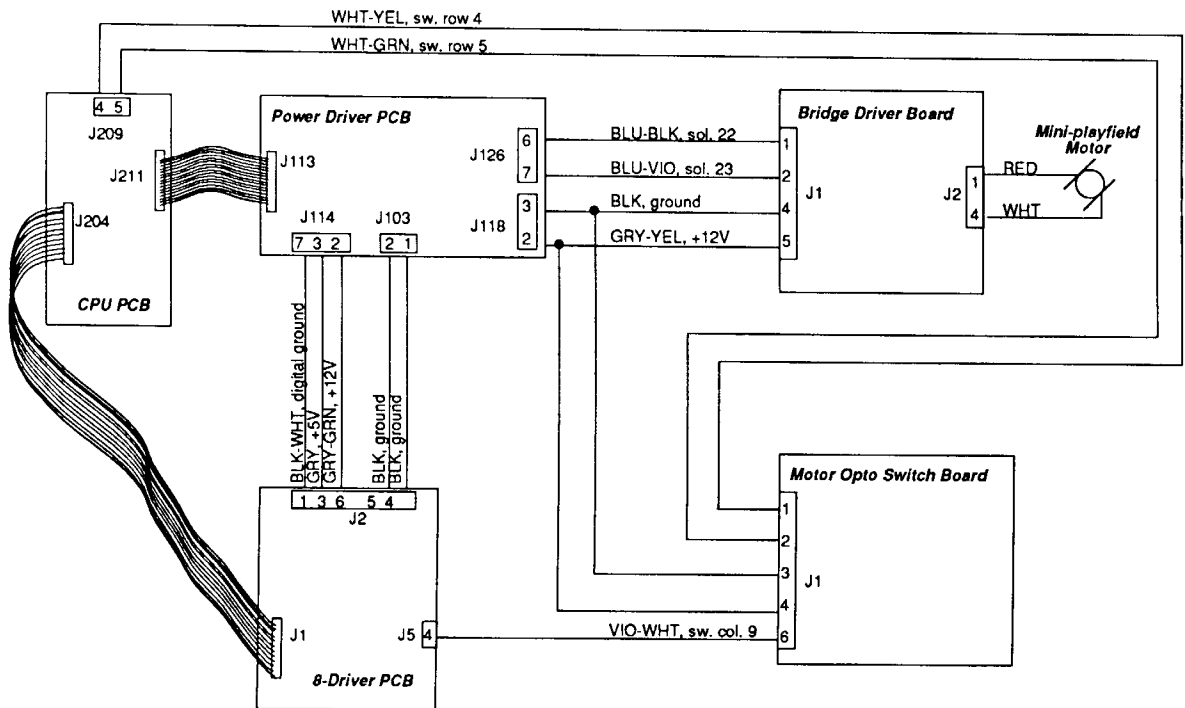 WHT-YEL, sw. row 4
WHT-GRN, sw. row 5
4 5
J209
J211
J204
CPU PCB
Power Driver PCB
J113
J126
6
7
J118
3
2
J114
7 3 2
J103
2 1
BLU-BLK, sol. 22
BLU-VIO, sol. 23
BLK, ground
GRY-YEL, +12V
Bridge Driver Board
1
2
4
5
J1
J2
1
4
RED
WHT
Mini-playfield
Motor
BLK-WHT, digital ground
GRY, +5V
GRY-GRN, +12V
BLK, ground
BLK, ground
1 3 6 5 4
J2
J1
J5
4
8-Driver PCB
VIO-WHT, sw. col. 9
Motor Opto Switch Board
1
2
3
4
6
J1